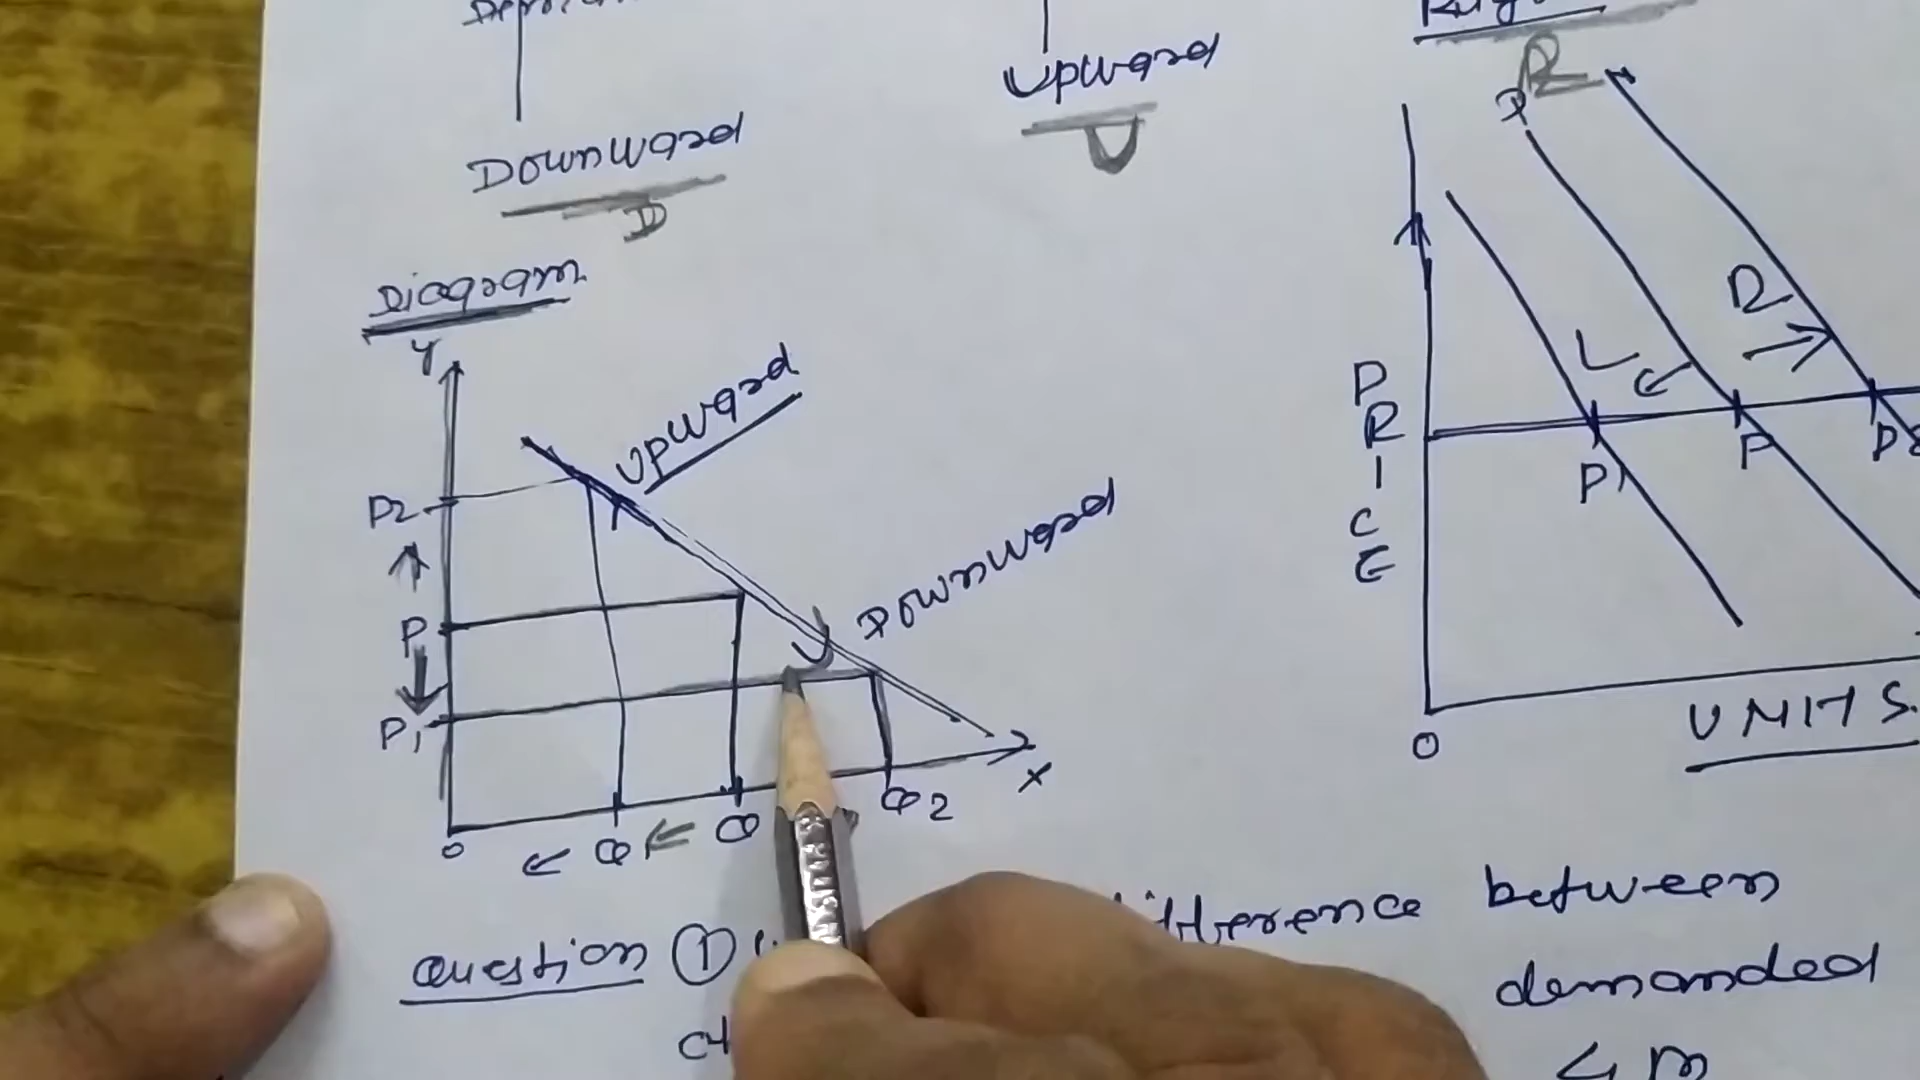 Upward
U
Downward
D
Diagram
Y
Upward
P2
Downward
P
P1
Q
Q
Q2
X
O
R
L
R
PRICE
P1
P
P2
O
UNITS.
Question ①
difference between
demanded